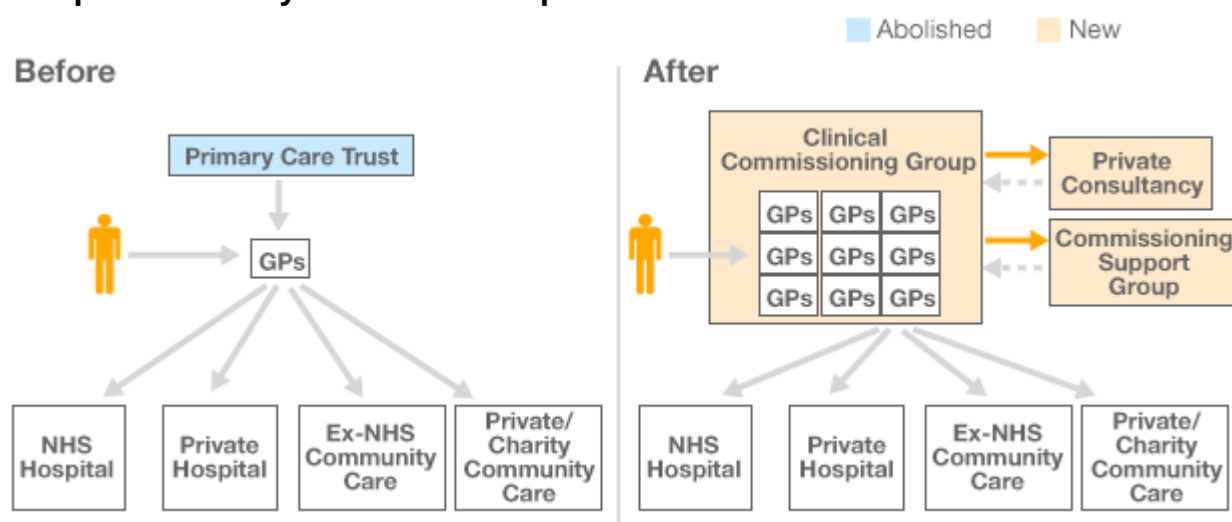 Abolished
New
Before
After
Primary Care Trust
GPs
NHS
Hospital
Private
Hospital
Ex-NHS
Community
Care
Private/
Charity
Community
Care
Clinical
Commissioning Group
GPs GPs GPs
GPs GPs GPs
GPs GPs GPs
Private
Consultancy
Commissioning
Support
Group
NHS
Hospital
Private
Hospital
Ex-NHS
Community
Care
Private/
Charity
Community
Care